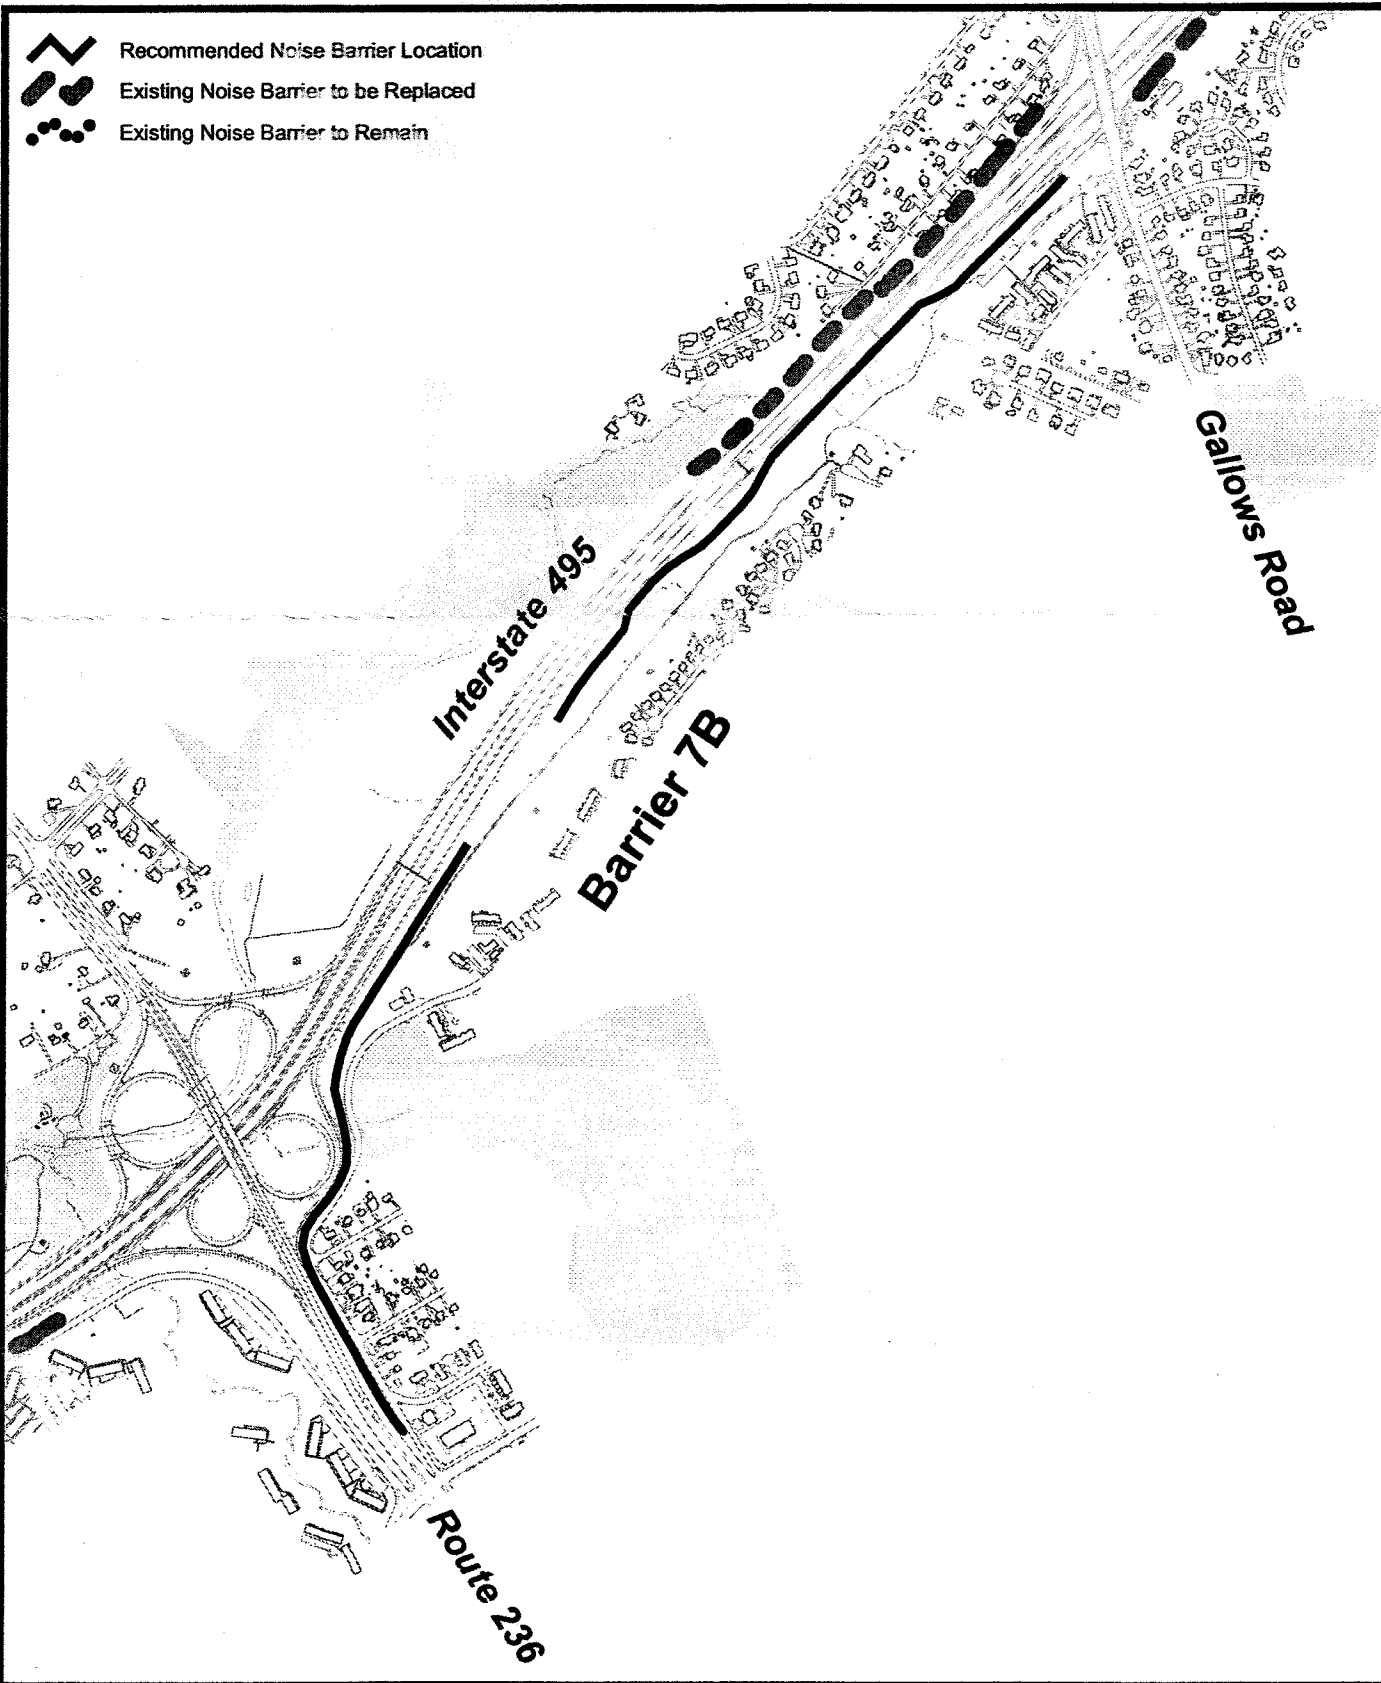 Recommended Noise Barrier Location
Existing Noise Barrier to be Replaced
Existing Noise Barrier to Remain
Gallows Road
Interstate 495
Barrier 7B
Route 236